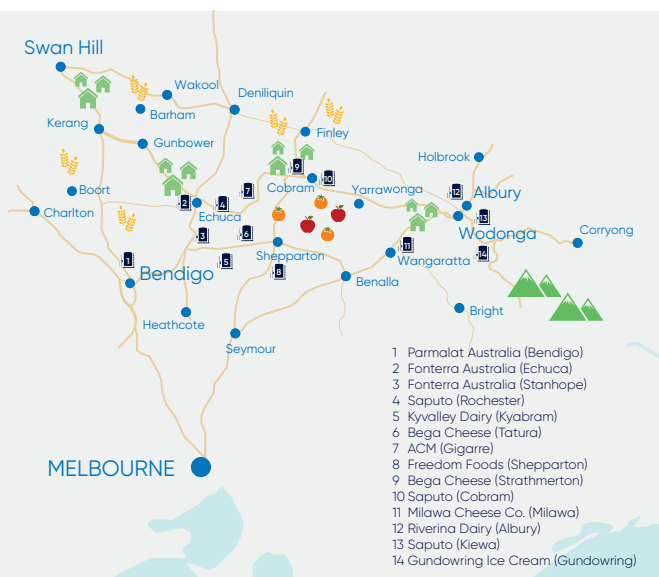 Swan Hill
Wakool
Deniliquin
Barham
Kerang
Finley
Gunbower
Holbrook
9
7
10
12
Boort
Cobram
Yarrawonga
Albury
2
4
Charlton
Echuca
13
3
6
Wodonga
Corryong
11
Shepparton
14
1
5
Wangaratta
Bendigo
8
Benalla
Bright
Heathcote
Seymour
1 Parmalat Australia (Bendigo)
2 Fonterra Australia (Echuca)
3 Fonterra Australia (Stanhope)
4 Saputo (Rochester)
5 Kyvalley Dairy (Kyabram)
6 Bega Cheese (Tatura)
7 ACM (Gigarre)
8 Freedom Foods (Shepparton)
9 Bega Cheese (Strathmerton)
10 Saputo (Cobram)
11 Milawa Cheese Co. (Milawa)
12 Riverina Dairy (Albury)
13 Saputo (Kiewa)
14 Gundowring Ice Cream (Gundowring)
MELBOURNE